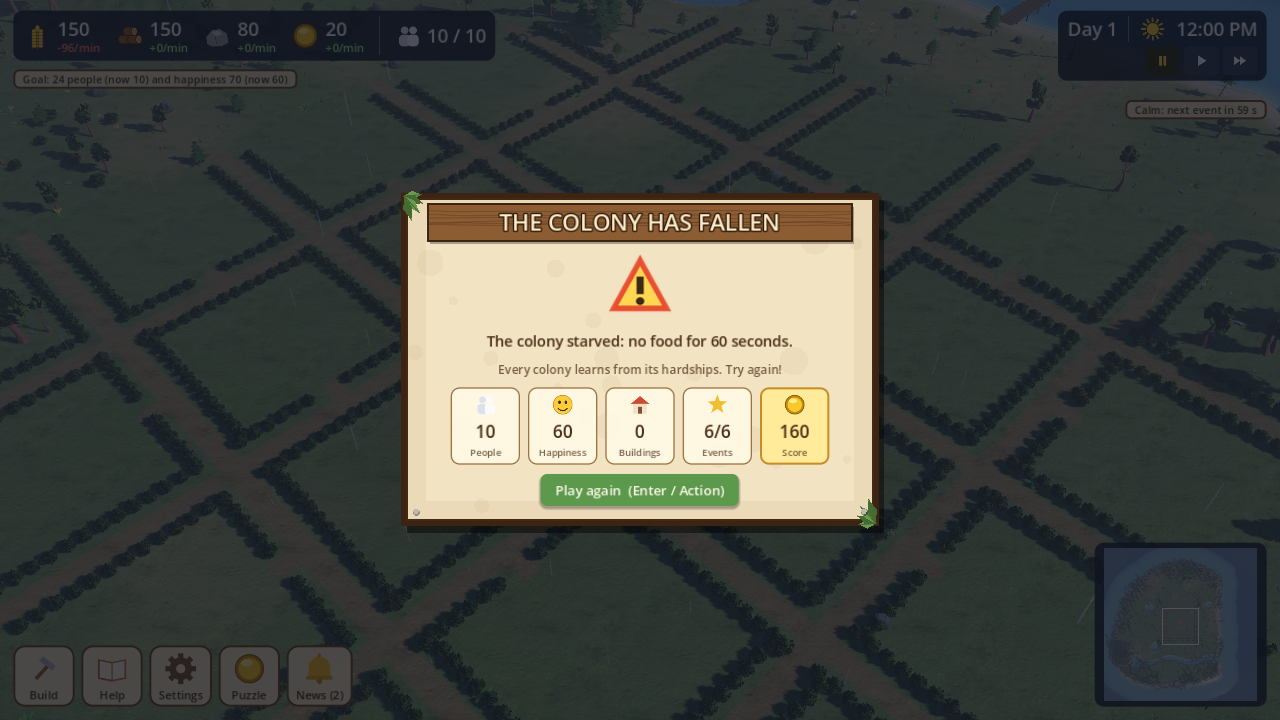 150
-96/min
150
+0/min
80
+0/min
20
+0/min
10 / 10
Goal: 24 people (now 10) and happiness 70 (now 60)
Day 1
12:00 PM
Calm: next event in 59 s
THE COLONY HAS FALLEN
The colony starved: no food for 60 seconds.
Every colony learns from its hardships. Try again!
10
People
60
Happiness
0
Buildings
6/6
Events
160
Score
Play again (Enter / Action)
Build
Help
Settings
Puzzle
News (2)